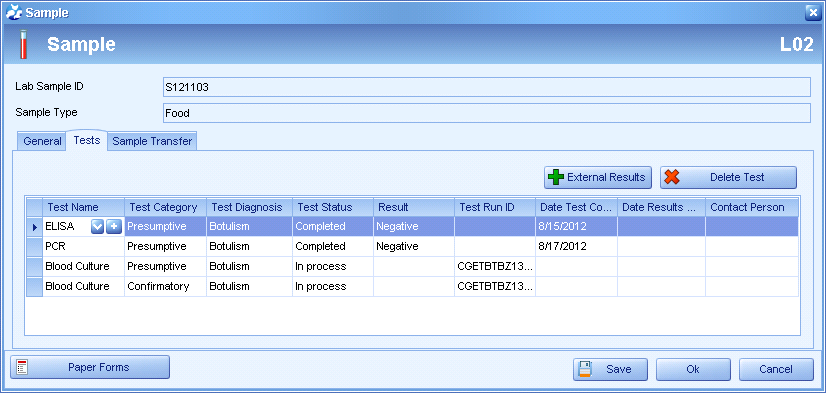 Sample
Sample L02
Lab Sample ID S121103
Sample Type Food
General Tests Sample Transfer
External Results Delete Test
Test Name Test Category Test Diagnosis Test Status Result Test Run ID Date Test Co... Date Results ... Contact Person
ELISA Presumptive Botulism Completed Negative 8/15/2012
PCR Presumptive Botulism Completed Negative 8/17/2012
Blood Culture Presumptive Botulism In process CGETBTBZ13...
Blood Culture Confirmatory Botulism In process CGETBTBZ13...
Paper Forms Save Ok Cancel